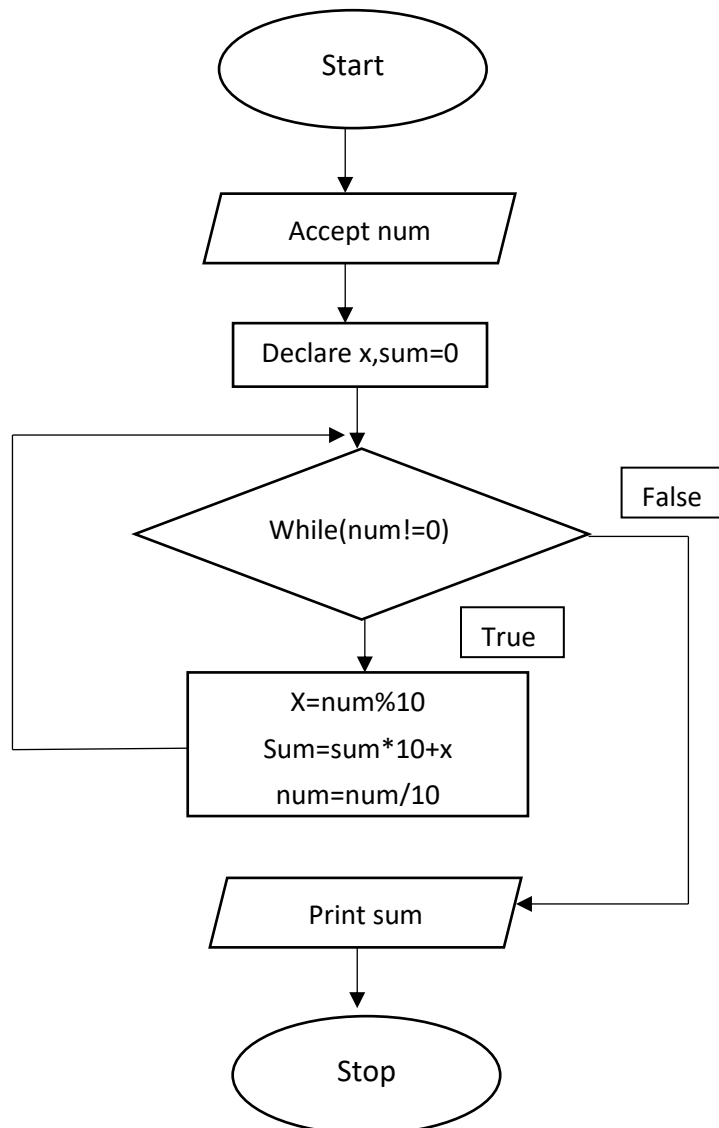 Start
Accept num
Declare x,sum=0
While(num!=0)
False
True
X=num%10
Sum=sum*10+x
num=num/10
Print sum
Stop